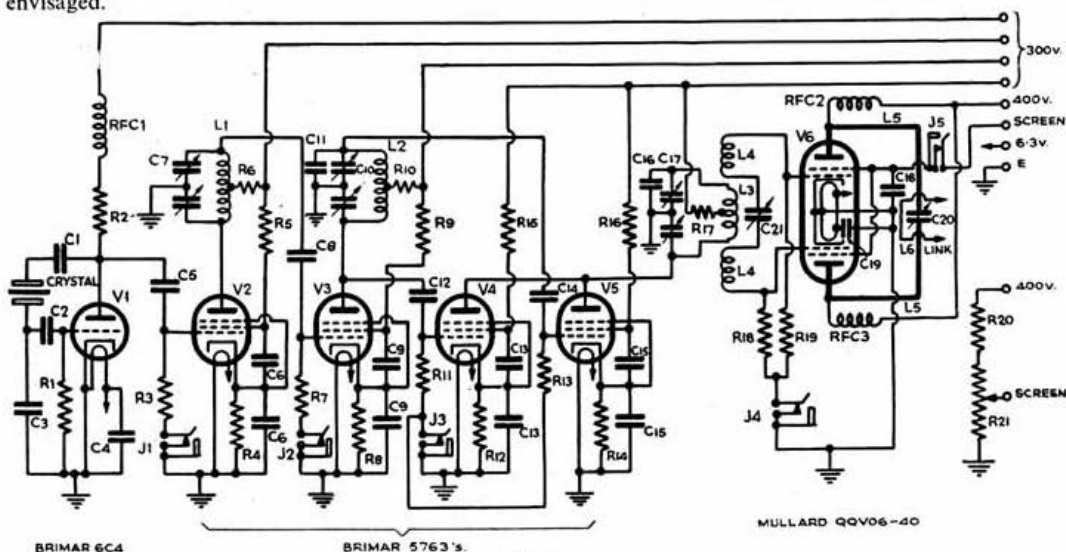 envisaged.
300v.
RFC1
RFC2
400v.
L1
C11
L2
V6
L5
J5
SCREEN
6·3v.
E
C7
R6
C10
R10
C16
C17
L4
L3
C18
R2
R5
R9
R15
R16
R17
C21
C20
L6
LINK
C1
C8
C19
CRYSTAL
C5
V1
V2
V3
C12
V4
C14
V5
L4
L5
400v.
C2
R18
R19
RFC3
R20
R1
R3
C6
R7
C9
R11
C13
R13
C15
SCREEN
C3
C4
J1
R4
C6
J2
R8
C9
J3
R12
C13
R14
C15
J4
R21
BRIMAR 6C4
BRIMAR 5763's.
MULLARD QQV06-40